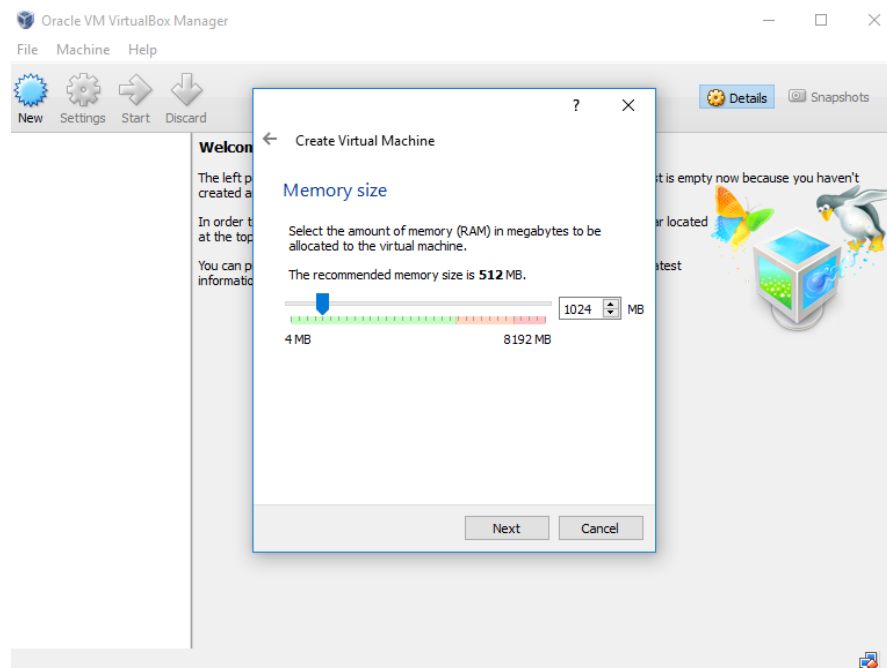 Oracle VM VirtualBox Manager
File Machine Help
New Settings Start Discard
Details Snapshots
Welcon
The left p
t is empty now because you haven't
created a
In order t
ar located
at the top
You can p
atest
informatio
?
Create Virtual Machine
Memory size
Select the amount of memory (RAM) in megabytes to be
allocated to the virtual machine.
The recommended memory size is 512 MB.
1024 MB
4 MB 8192 MB
Next Cancel